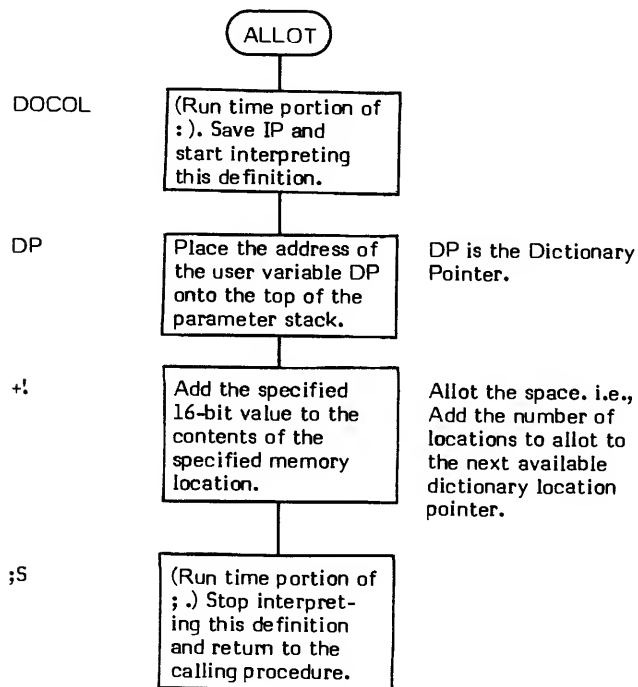 ALLOT
DOCOL
(Run time portion of
: ). Save IP and
start interpreting
this definition.
DP
Place the address of
the user variable DP
onto the top of the
parameter stack.
DP is the Dictionary
Pointer.
+!
Add the specified
16-bit value to the
contents of the
specified memory
location.
Allot the space. i.e.,
Add the number of
locations to allot to
the next available
dictionary location
pointer.
;S
(Run time portion of
; .) Stop interpret-
ing this definition
and return to the
calling procedure.